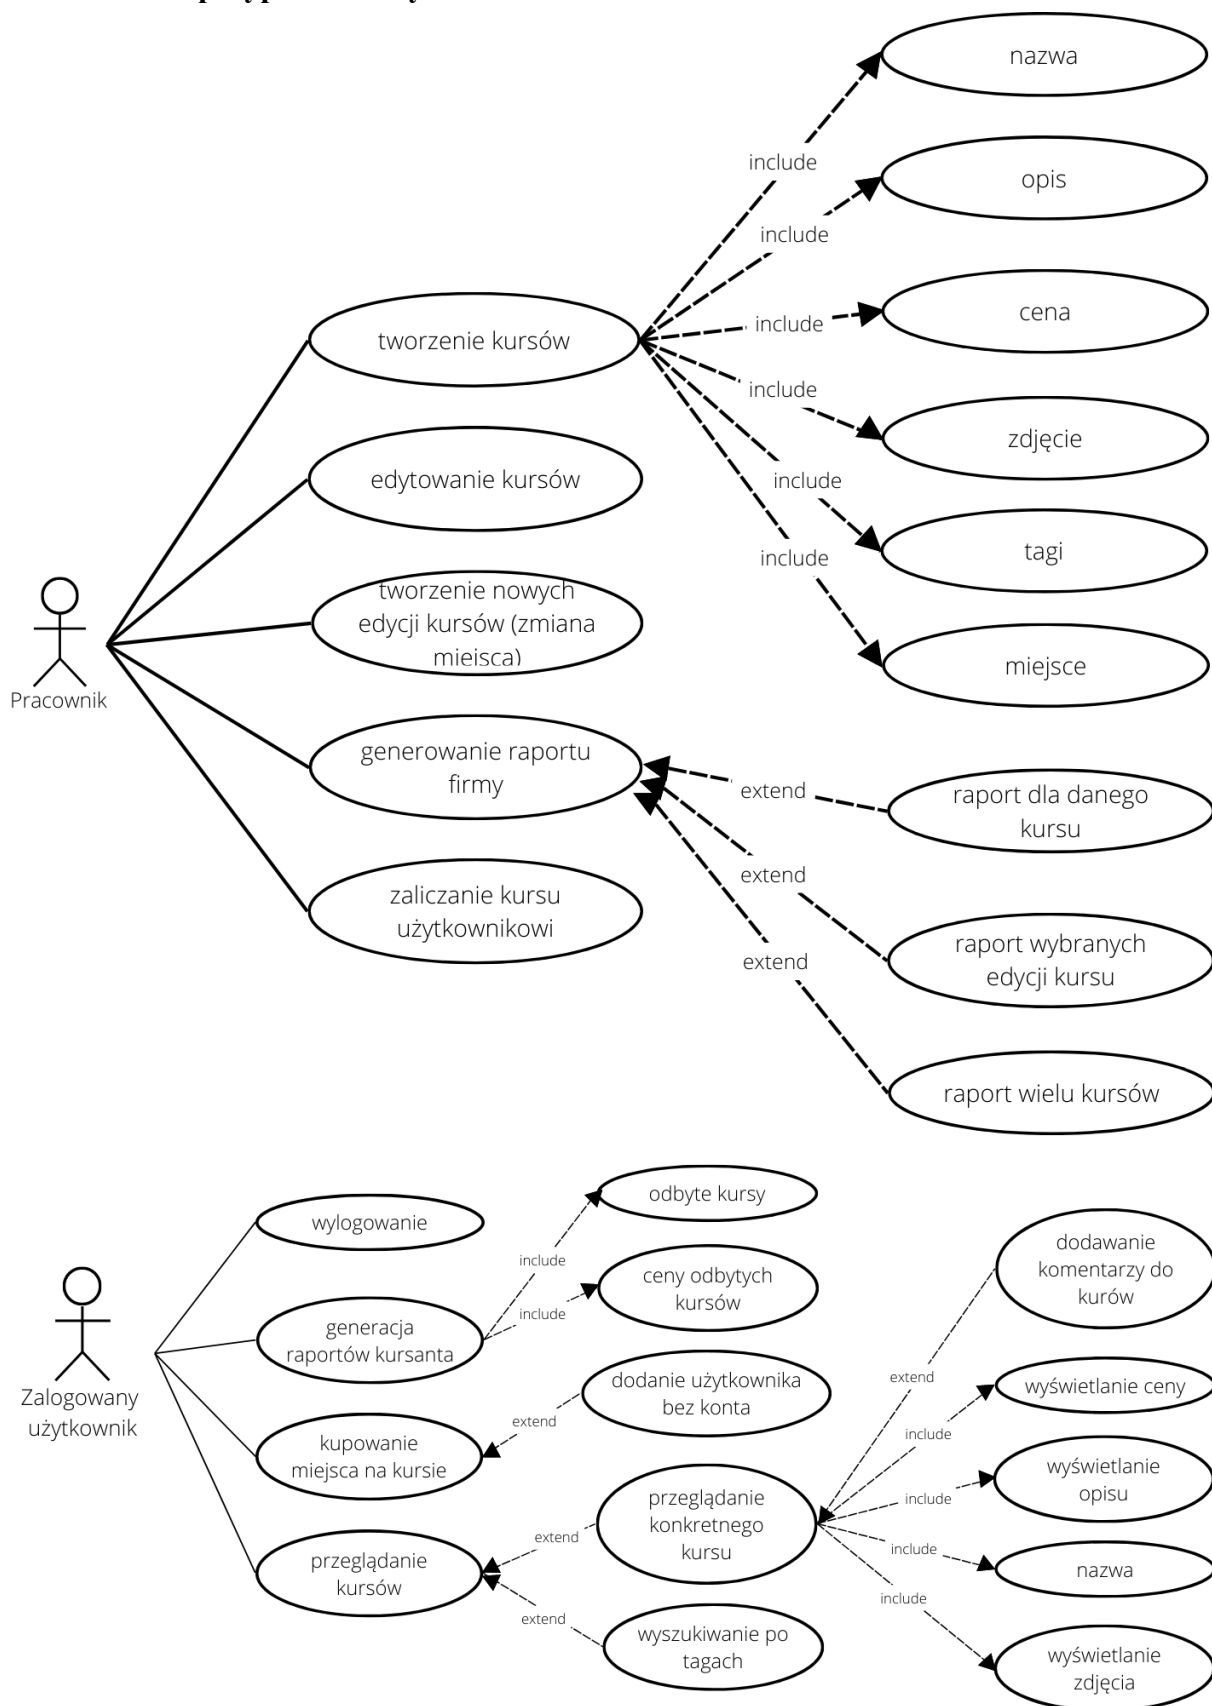 nazwa
include
opis
include
cena
include
tworzenie kursów
include
zdjęcie
edytowanie kursów
include
tagi
include
tworzenie nowych
edycji kursów (zmiana
miejsca)
miejsce
Pracownik
generowanie raportu
firmy
extend
raport dla danego
kursu
extend
zaliczanie kursu
użytkownikowi
raport wybranych
edycji kursu
extend
raport wielu kursów
odbyte kursy
wylogowanie
include
ceny odbytych
kursów
include
dodawanie
komentarzy do
kurów
generacja
raportów kursanta
Zalogowany
użytkownik
dodanie użytkownika
bez konta
extend
extend
wyświetlanie ceny
include
kupowanie
miejsca na kursie
przeglądanie
konkretnego
kursu
extend
include
wyświetlanie
opisu
include
nazwa
przeglądanie
kursów
extend
include
wyszukiwanie po
tagach
wyświetlanie
zdjęcia